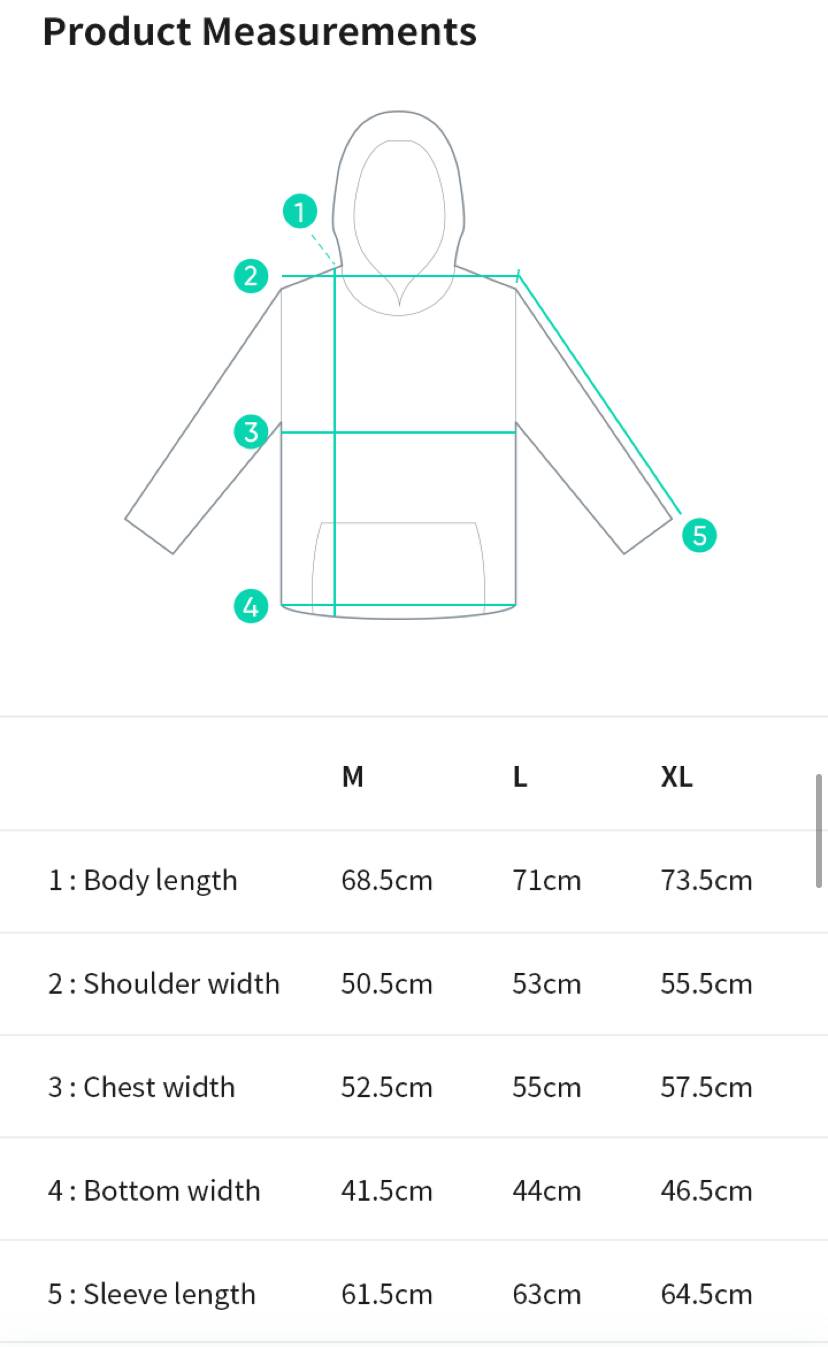 Product Measurements
1
2
3
5
4
M L XL
1 : Body length 68.5cm 71cm 73.5cm
2 : Shoulder width 50.5cm 53cm 55.5cm
3 : Chest width 52.5cm 55cm 57.5cm
4 : Bottom width 41.5cm 44cm 46.5cm
5 : Sleeve length 61.5cm 63cm 64.5cm